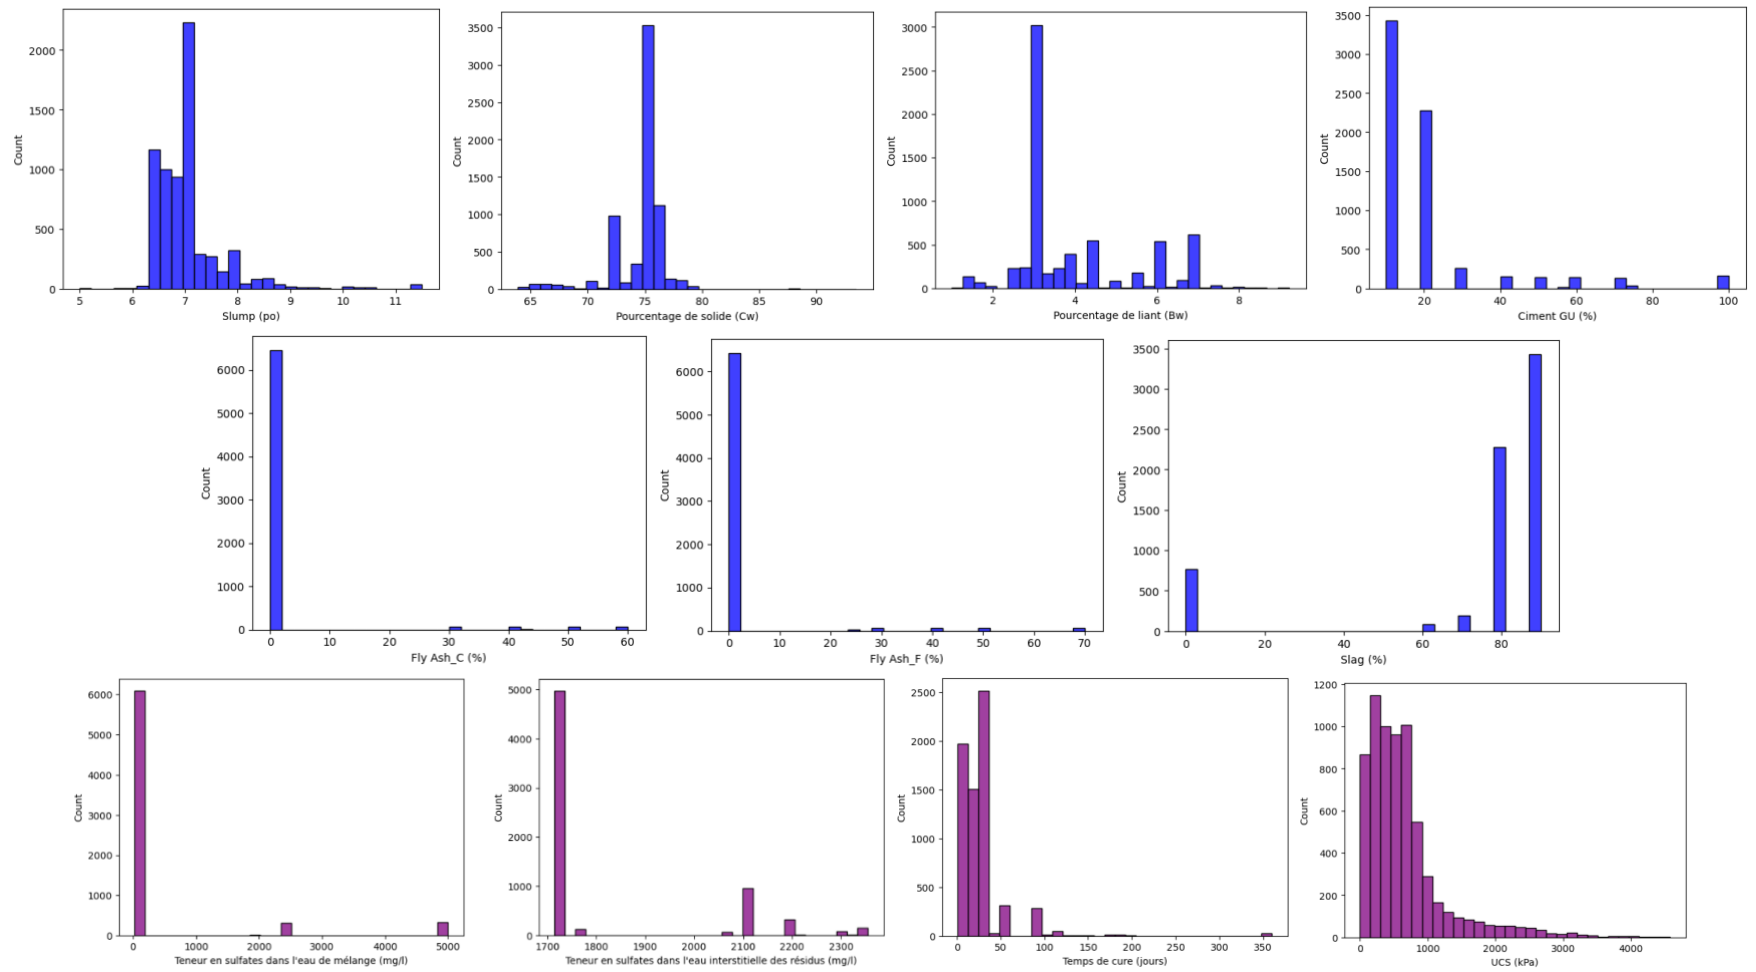 2000
1500
1000
500
0
Count
5 6 7 8 9 10 11
Slump (po)
3500
3000
2500
2000
1500
1000
500
0
Count
65 70 75 80 85 90
Pourcentage de solide (Cw)
3000
2500
2000
1500
1000
500
0
Count
2 4 6 8
Pourcentage de liant (Bw)
3500
3000
2500
2000
1500
1000
500
0
Count
20 40 60 80 100
Ciment GU (%)
6000
5000
4000
3000
2000
1000
0
Count
0 10 20 30 40 50 60
Fly Ash_C (%)
6000
5000
4000
3000
2000
1000
0
Count
0 10 20 30 40 50 60 70
Fly Ash_F (%)
3500
3000
2500
2000
1500
1000
500
0
Count
0 20 40 60 80
Slag (%)
6000
5000
4000
3000
2000
1000
0
Count
0 1000 2000 3000 4000 5000
Teneur en sulfates dans l'eau de mélange (mg/l)
5000
4000
3000
2000
1000
0
Count
1700 1800 1900 2000 2100 2200 2300
Teneur en sulfates dans l'eau interstitielle des résidus (mg/l)
2500
2000
1500
1000
500
0
Count
0 50 100 150 200 250 300 350
Temps de cure (jours)
1200
1000
800
600
400
200
0
Count
0 1000 2000 3000 4000
UCS (kPa)